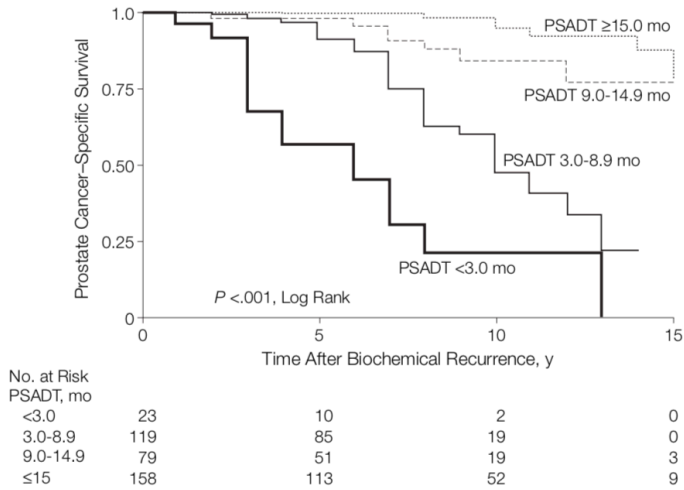 1.0
PSADT ≥15.0 mo
0.75
PSADT 9.0-14.9 mo
Prostate Cancer–Specific Survival
0.50
PSADT 3.0-8.9 mo
0.25
PSADT <3.0 mo
P <.001, Log Rank
0
0 5 10 15
Time After Biochemical Recurrence, y
No. at Risk
PSADT, mo
<3.0 23 10 2 0
3.0-8.9 119 85 19 0
9.0-14.9 79 51 19 3
≤15 158 113 52 9